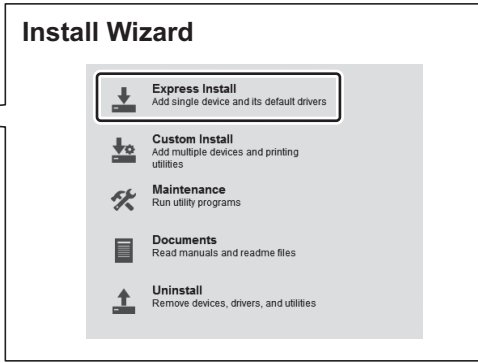 Install Wizard
Express Install
Add single device and its default drivers
Custom Install
Add multiple devices and printing
utilities
Maintenance
Run utility programs
Documents
Read manuals and readme files
Uninstall
Remove devices, drivers, and utilities